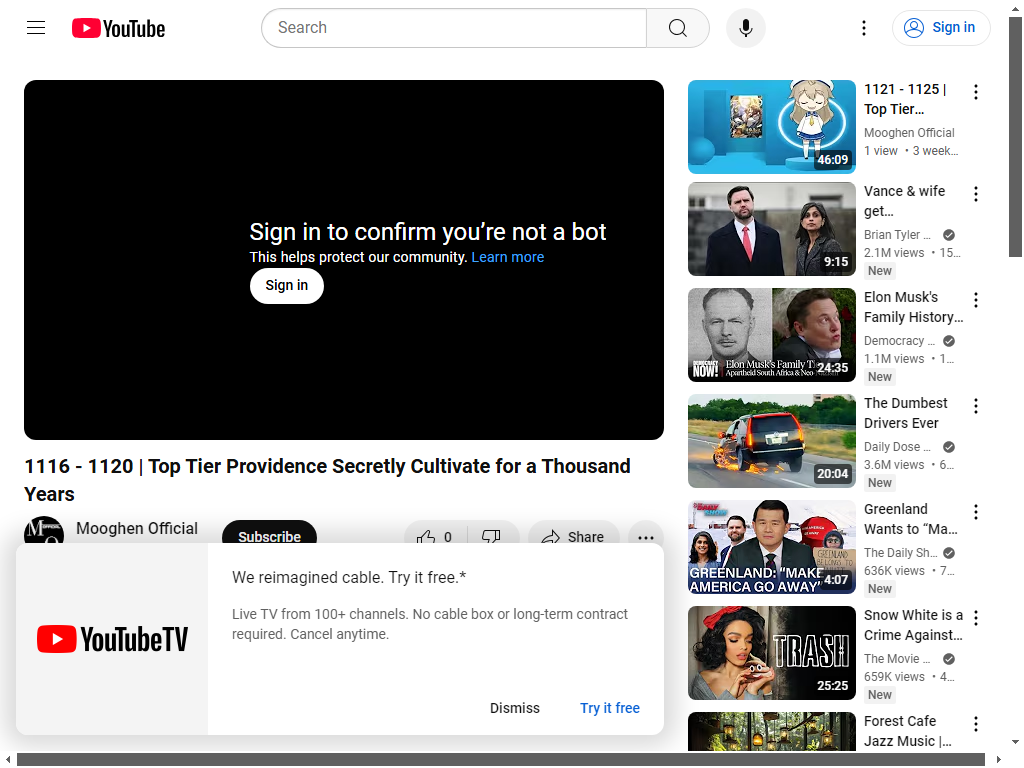 YouTube
Search
Sign in
Sign in to confirm you’re not a bot
This helps protect our community. Learn more
Sign in
1116 - 1120 | Top Tier Providence Secretly Cultivate for a Thousand
Years
Mooghen Official
Subscribe
0
Share
YouTubeTV
We reimagined cable. Try it free.*
Live TV from 100+ channels. No cable box or long-term contract
required. Cancel anytime.
Dismiss
Try it free
46:09
1121 - 1125 |
Top Tier…
Mooghen Official
1 view • 3 week…
9:15
Vance & wife
get…
Brian Tyler …
2.1M views • 15…
New
DEMOCRACY
NOW!
24:35
Elon Musk's
Family History…
Democracy …
1.1M views • 1…
New
20:04
The Dumbest
Drivers Ever
Daily Dose …
3.6M views • 6…
New
GREENLAND: "MAKE
AMERICA GO AWAY"
4:07
Greenland
Wants to “Ma…
The Daily Sh…
636K views • 7…
New
TRASH
25:25
Snow White is a
Crime Against…
The Movie …
659K views • 4…
New
Forest Cafe
Jazz Music |…